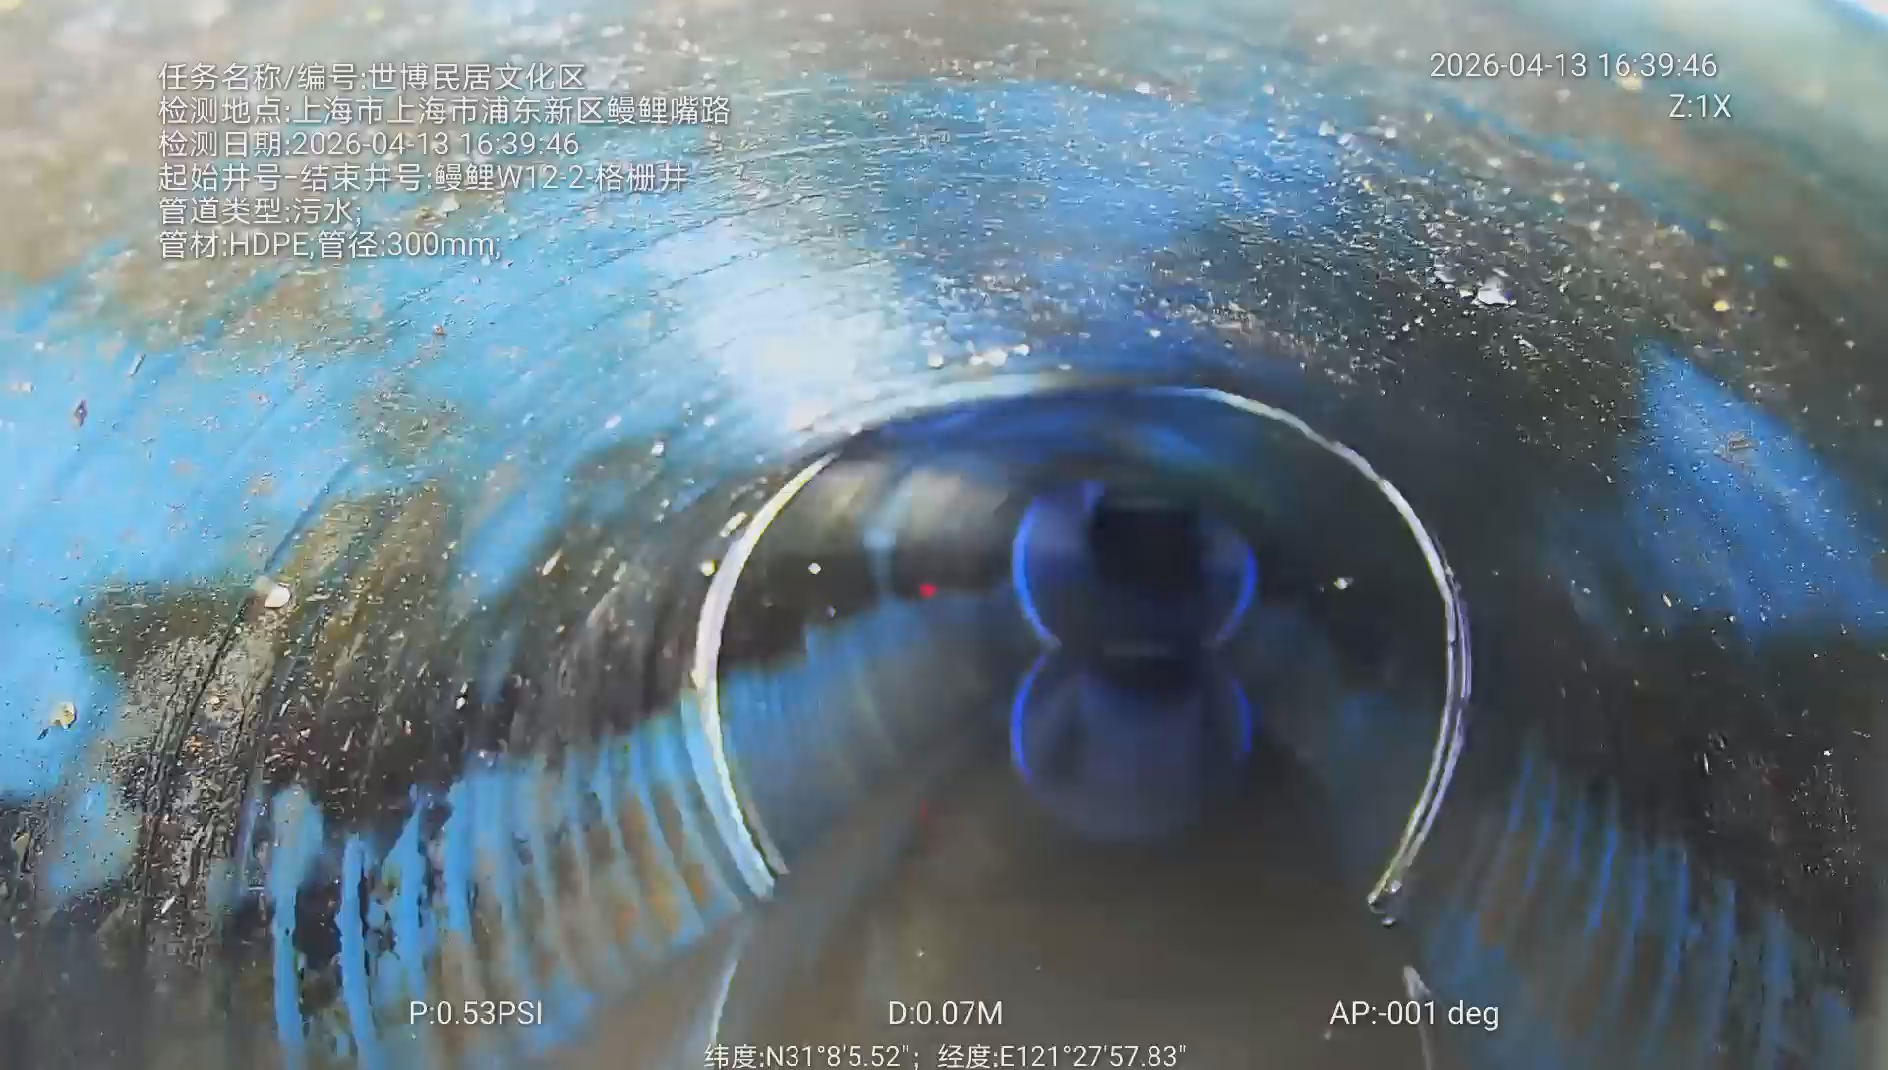 任务名称/编号:世博民居文化区
2026-04-13 16:39:46
Z:1X
检测地点:上海市上海市浦东新区鳗鲤嘴路
检测日期:2026-04-13 16:39:46
起始井号-结束井号:鳗鲤W12-2-格栅井
管道类型:污水;
管材:HDPE;管径:300mm;
P:0.53PSI
D:0.07M
AP:-001 deg
纬度:N31°8'5.52"；经度:E121°27'57.83"